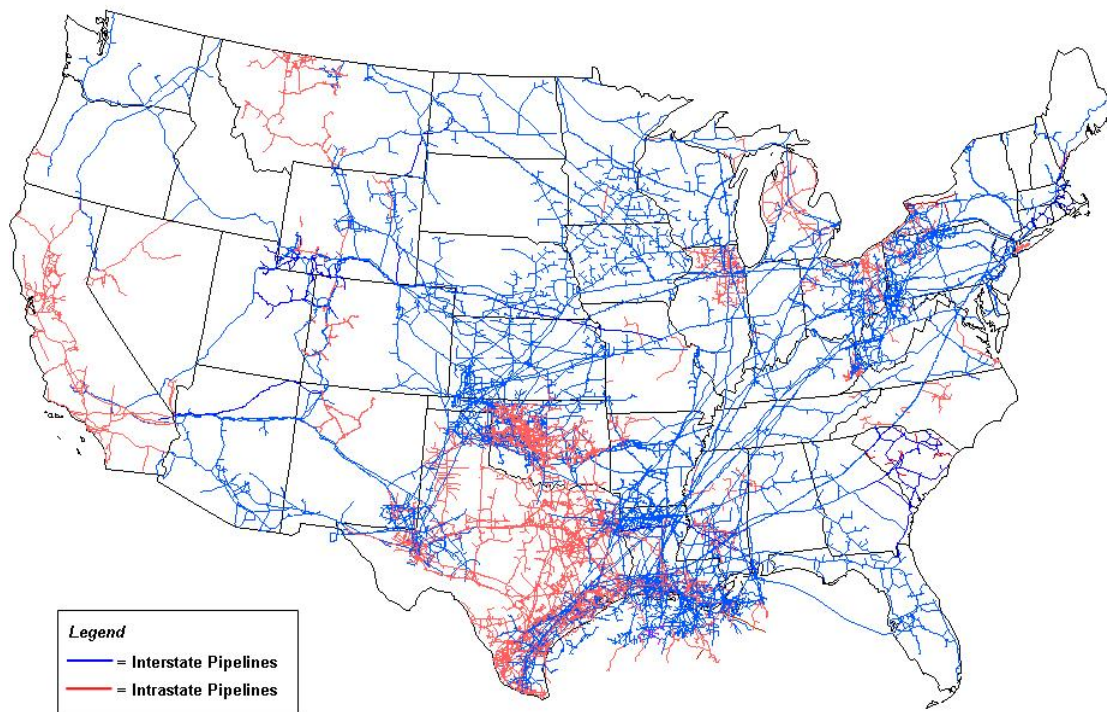 Legend
= Interstate Pipelines
= Intrastate Pipelines